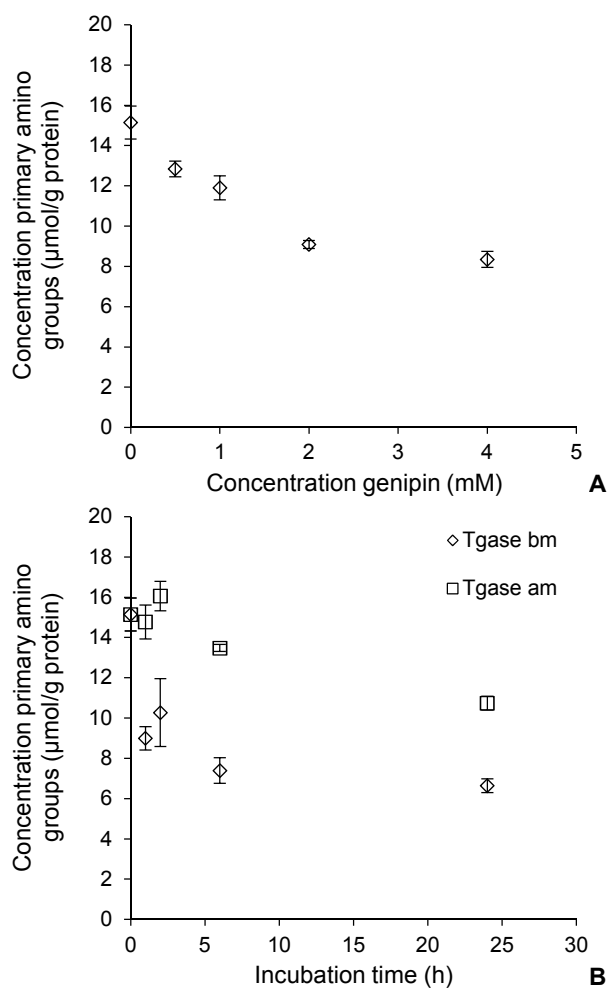 Concentration primary amino
groups (µmol/g protein)
20
18
16
14
12
10
8
6
4
2
0
0 1 2 3 4 5
Concentration genipin (mM)
A
Concentration primary amino
groups (µmol/g protein)
20
18
16
14
12
10
8
6
4
2
0
Tgase bm
Tgase am
0 5 10 15 20 25 30
Incubation time (h)
B